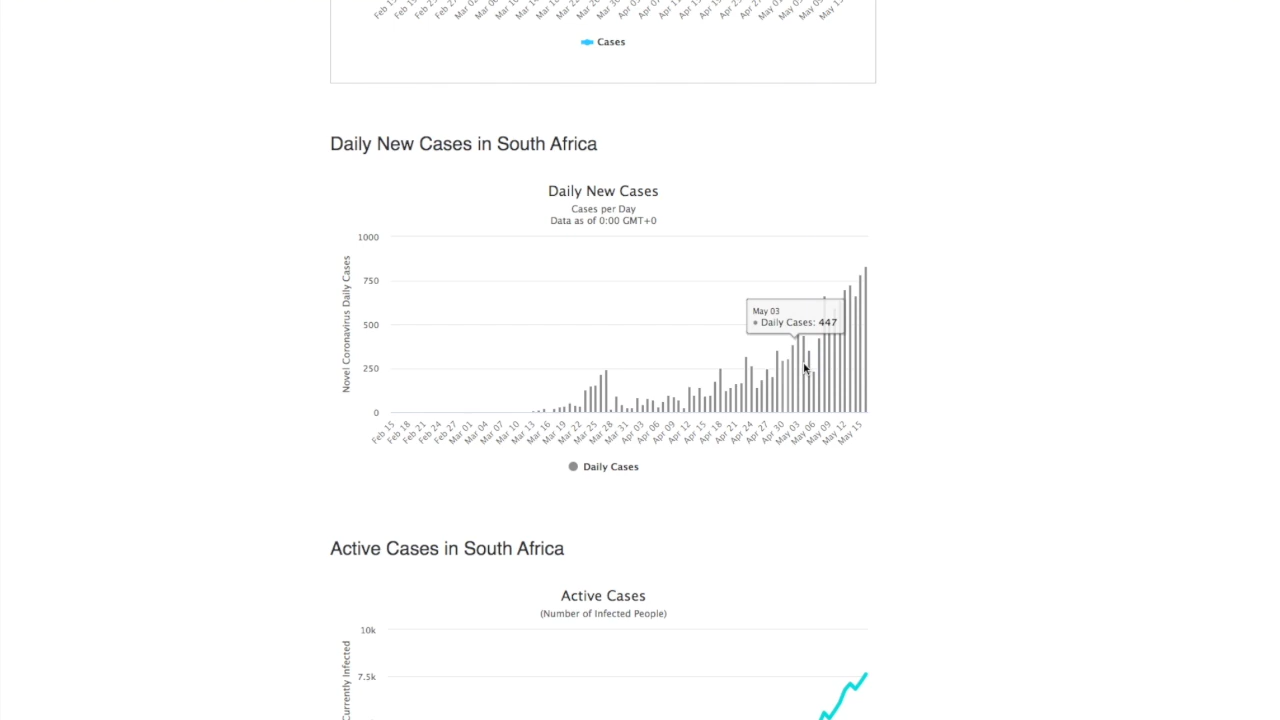 Cases
Daily New Cases in South Africa
Daily New Cases
Cases per Day
Data as of 0:00 GMT+0
Novel Coronavirus Daily Cases
1000
750
500
250
0
May 03
Daily Cases: 447
Feb 15
Feb 18
Feb 21
Feb 24
Feb 27
Mar 01
Mar 04
Mar 07
Mar 10
Mar 13
Mar 16
Mar 19
Mar 22
Mar 25
Mar 28
Mar 31
Apr 03
Apr 06
Apr 09
Apr 12
Apr 15
Apr 18
Apr 21
Apr 24
Apr 27
Apr 30
May 03
May 06
May 09
May 12
May 15
Daily Cases
Active Cases in South Africa
Active Cases
(Number of Infected People)
Currently Infected
10k
7.5k